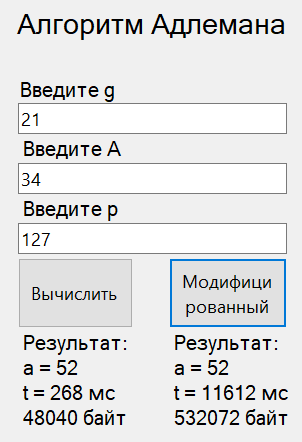 Алгоритм Адлемана
Введите g
21
Введите A
34
Введите p
127
Вычислить
Модифици
рованный
Результат:
a = 52
t = 268 мс
48040 байт
Результат:
a = 52
t = 11612 мс
532072 байт